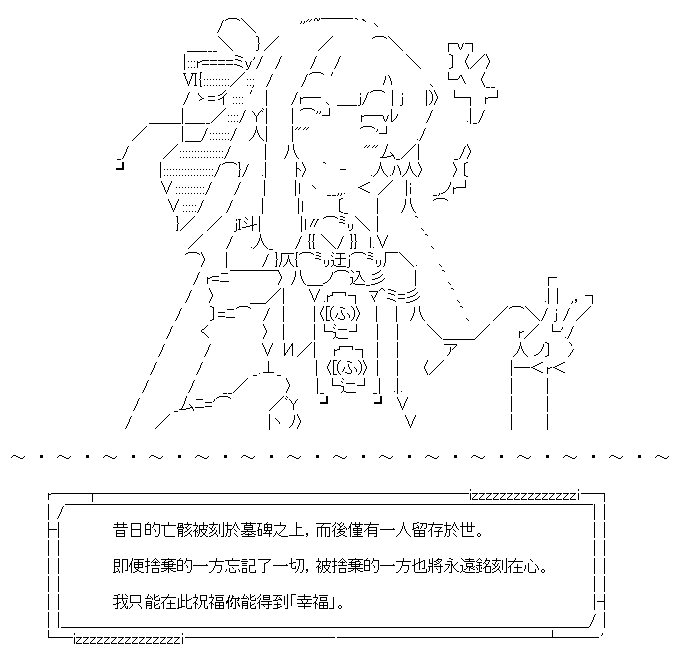 昔日的亡骸被刻於墓碑之上，而後僅有一人留存於世。
即便捨棄的一方忘記了一切，被捨棄的一方也將永遠銘刻在心。
我只能在此祝福你能得到「幸福」。